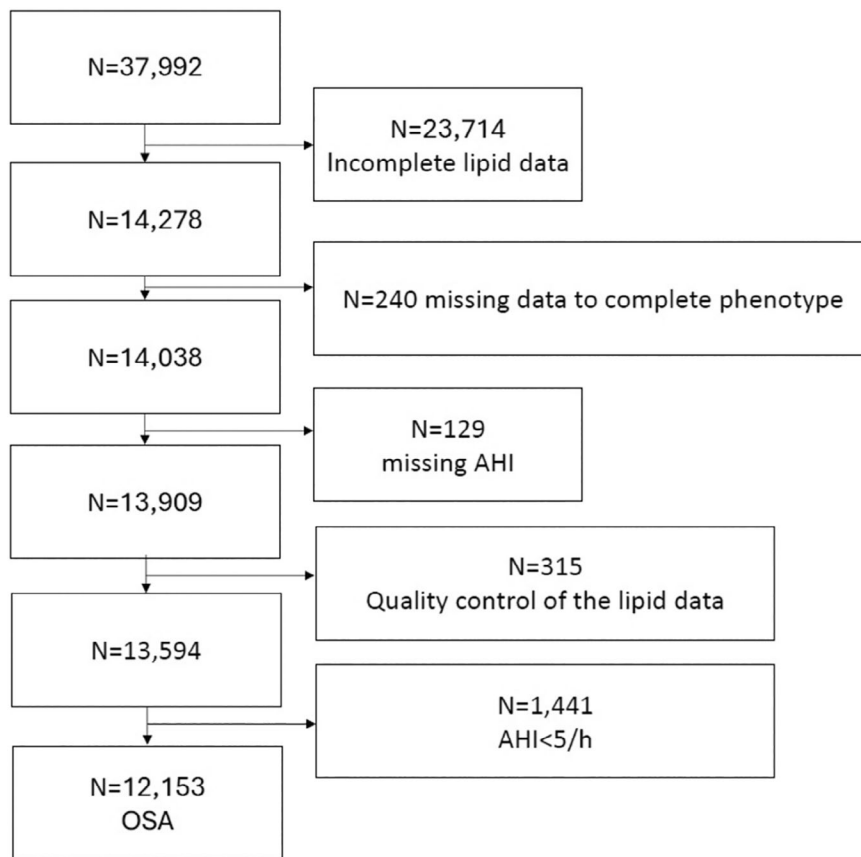 N=37,992
N=23,714
Incomplete lipid data
N=14,278
N=240 missing data to complete phenotype
N=14,038
N=129
missing AHI
N=13,909
N=315
Quality control of the lipid data
N=13,594
N=1,441
AHI<5/h
N=12,153
OSA